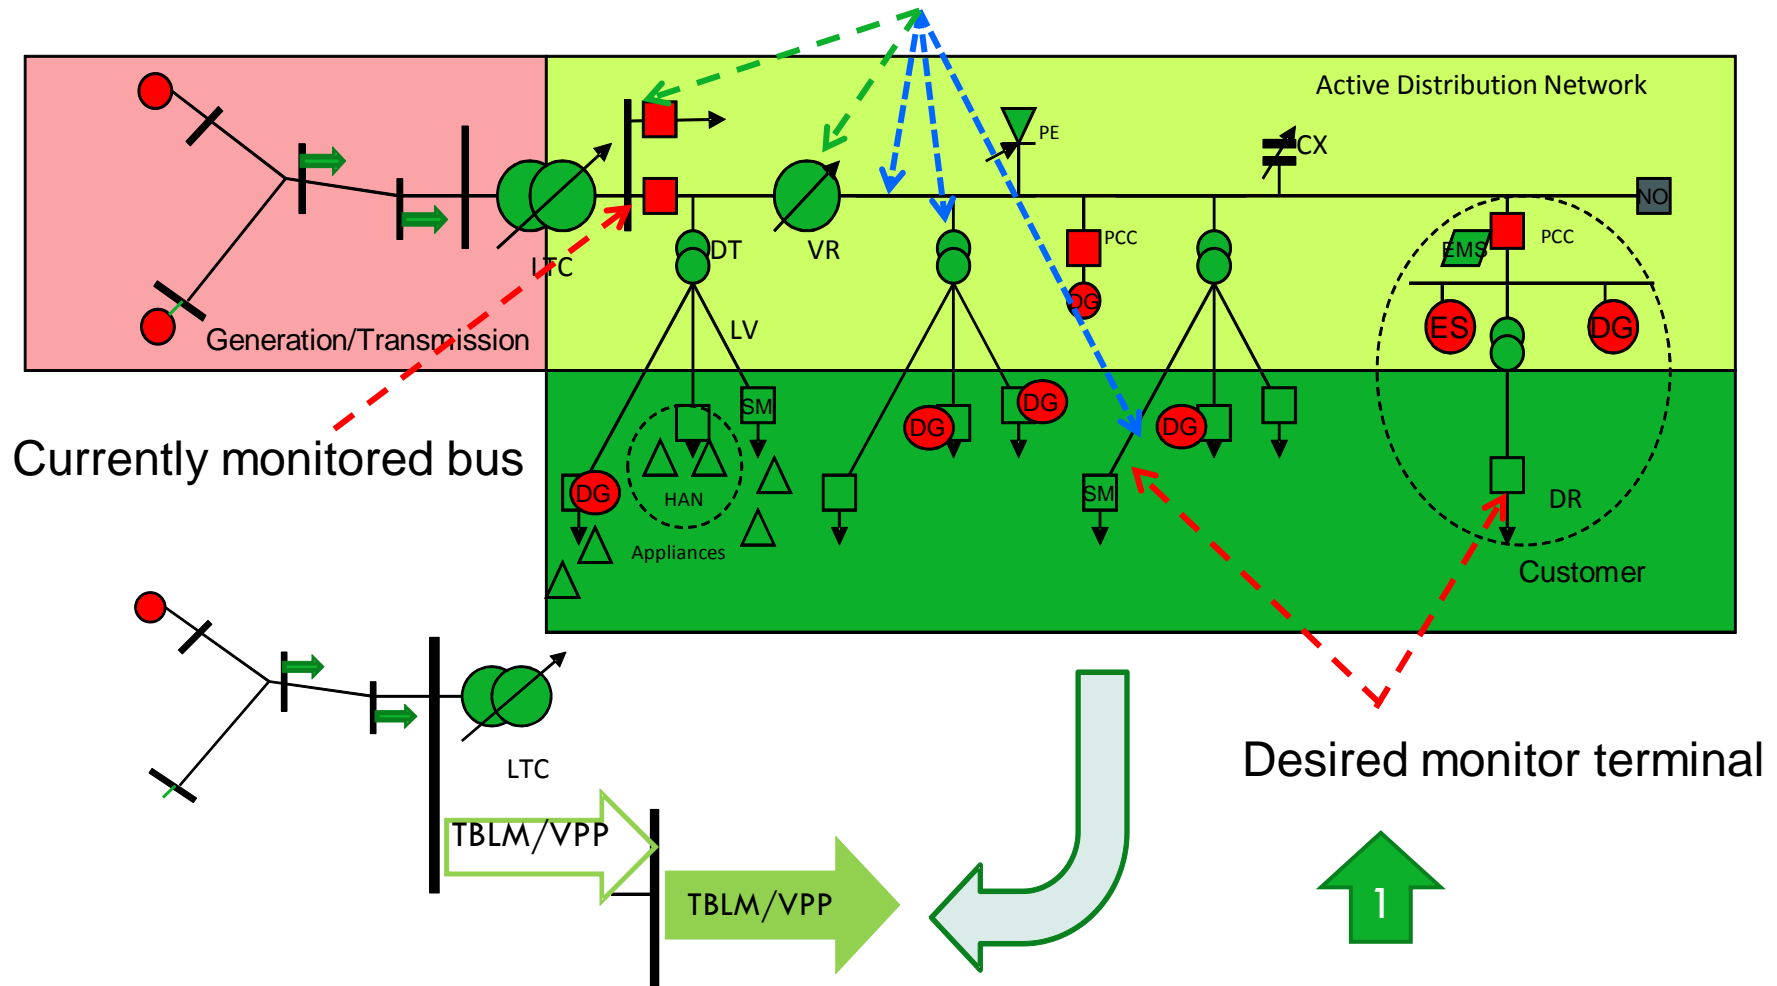 Active Distribution Network
PE
CX
NO
LTC
DT
VR
PCC
DG
EMS
PCC
ES
DG
Generation/Transmission
LV
SM
DG
DG
DG
Currently monitored bus
DG
HAN
SM
DR
Appliances
Customer
LTC
Desired monitor terminal
TBLM/VPP
TBLM/VPP
1